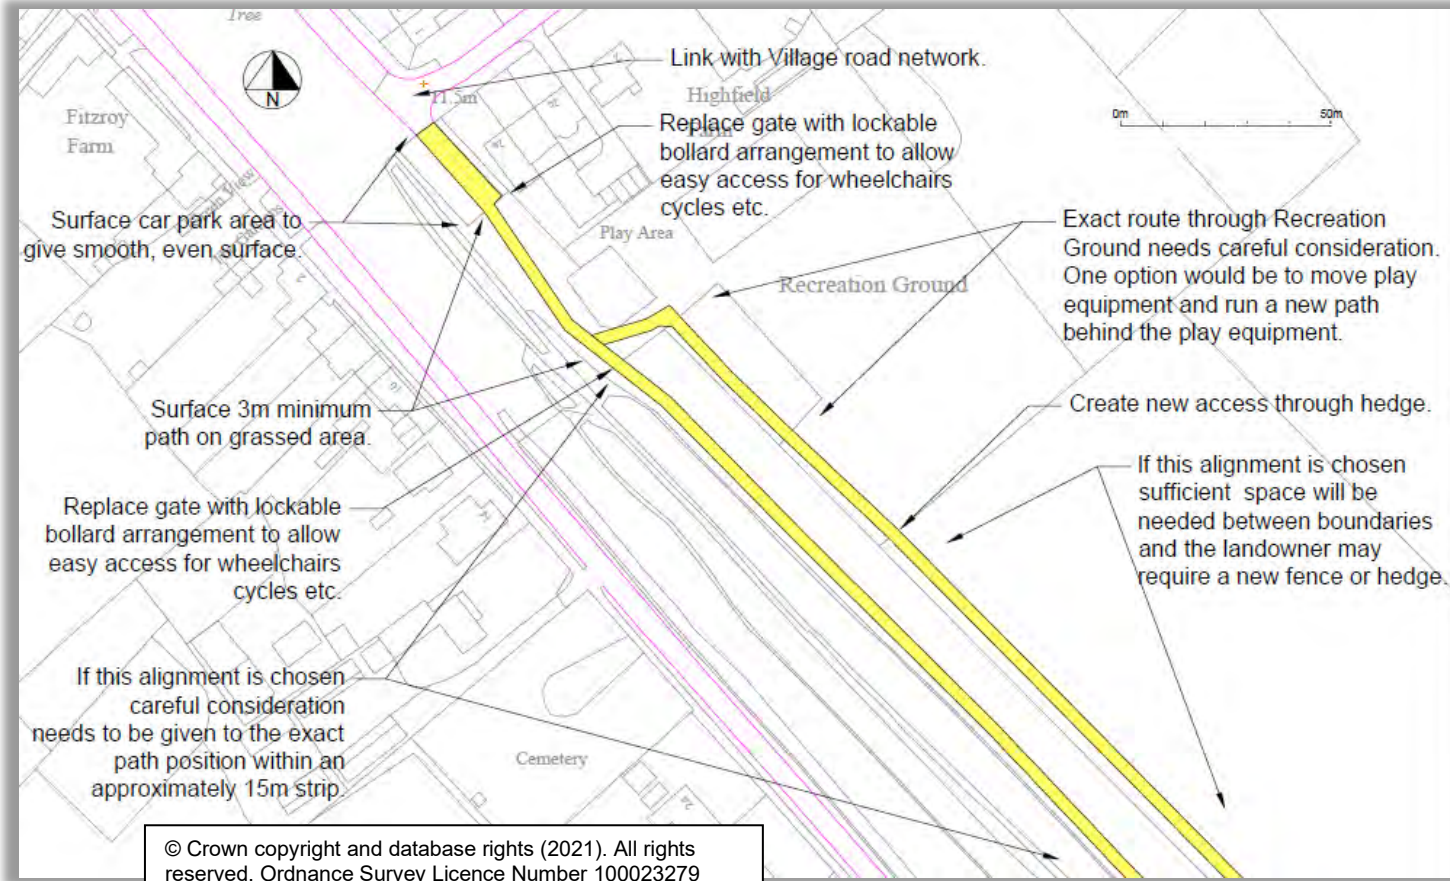 Tree
Link with Village road network.
N
11.5m
Highfield
Farm
Fitzroy
Farm
0m
50m
Replace gate with lockable
bollard arrangement to allow
easy access for wheelchairs
cycles etc.
Surface car park area to
give smooth, even surface.
Play Area
Exact route through Recreation
Ground needs careful consideration.
One option would be to move play
equipment and run a new path
behind the play equipment.
Recreation Ground
Surface 3m minimum
path on grassed area.
Create new access through hedge.
If this alignment is chosen
sufficient space will be
needed between boundaries
and the landowner may
require a new fence or hedge.
Replace gate with lockable
bollard arrangement to allow
easy access for wheelchairs
cycles etc.
If this alignment is chosen
careful consideration
needs to be given to the exact
path position within an
approximately 15m strip.
Cemetery
© Crown copyright and database rights (2021). All rights
reserved. Ordnance Survey Licence Number 100023279